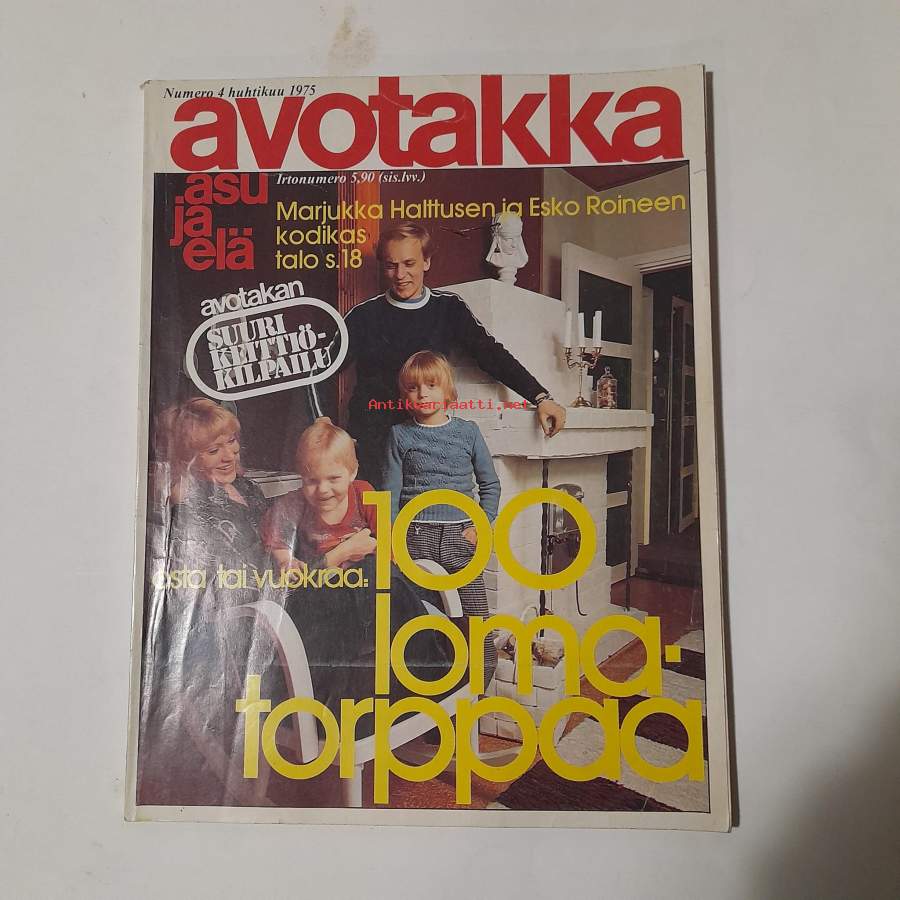 Numero 4 huhtikuu 1975
avotakka
asu
ja
elä
Irtonumero 5,90 (sis.lvv.)
Marjukka Halttusen ja Esko Roineen
kodikas
talo s.18
avotakan
SUURI
KEITTIÖ-
KILPAILU
Antikvariaatti.net
osta tai vuokraa:
100
loma-
torppaa